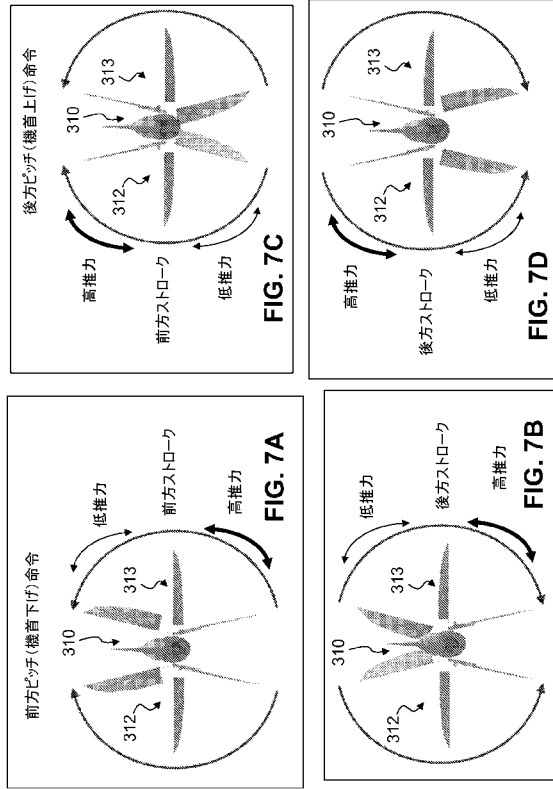 前方ピッチ(機首下げ)命令
310
313
312
低推力
前方ストローク
高推力
FIG. 7A
310
313
312
低推力
後方ストローク
高推力
FIG. 7B
後方ピッチ(機首上げ)命令
310
313
312
高推力
前方ストローク
低推力
FIG. 7C
310
313
312
高推力
後方ストローク
低推力
FIG. 7D